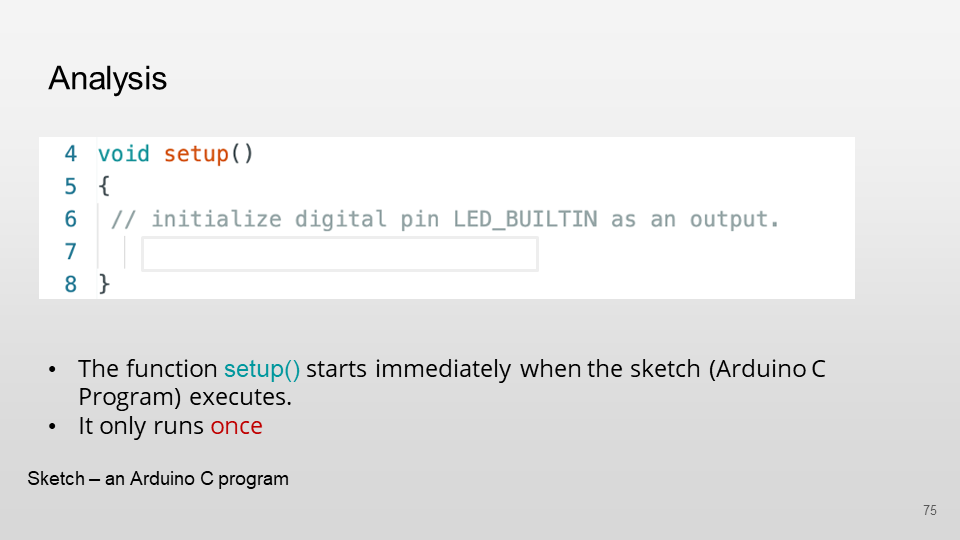 Analysis
4 void setup()
5 {
6 // initialize digital pin LED_BUILTIN as an output.
7
8 }
• The function setup() starts immediately when the sketch (Arduino C
Program) executes.
• It only runs once
Sketch – an Arduino C program
75